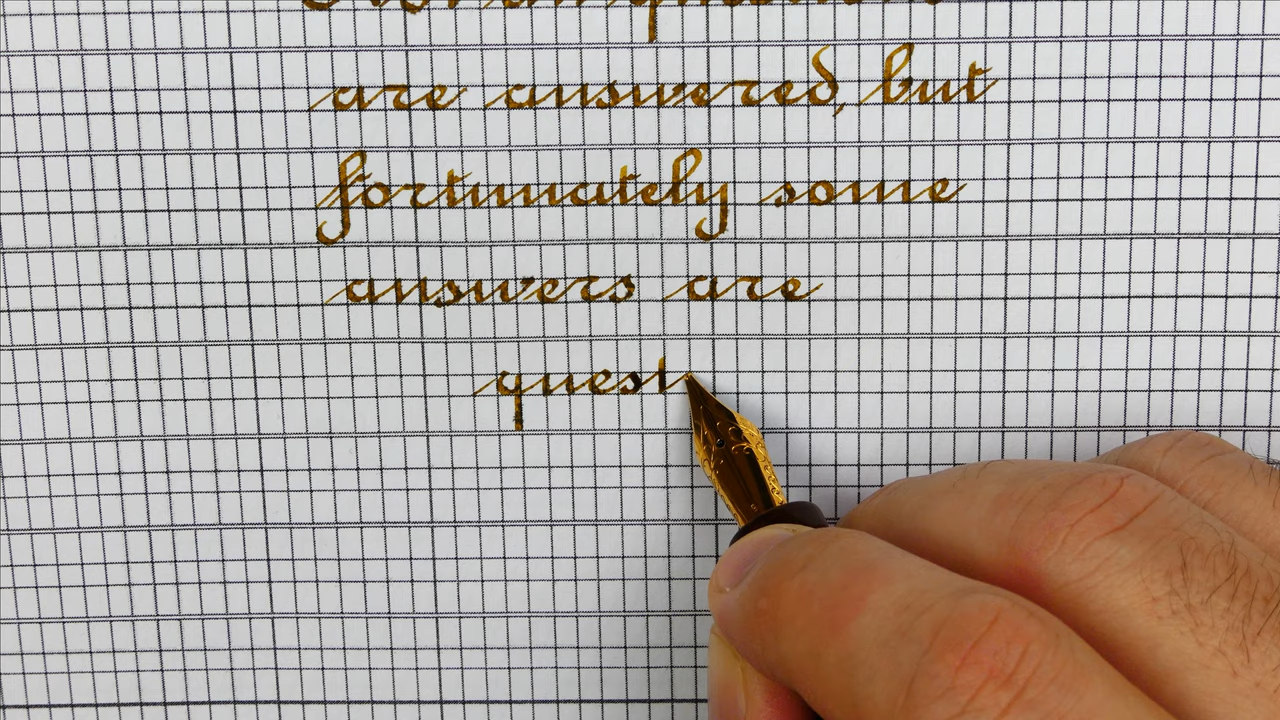 are answered, but
fortunately some
answers are
quest